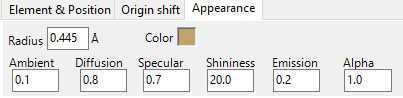 Element & Position Origin shift Appearance
Radius 0.445 Å Color
Ambient Diffusion Specular Shininess Emission Alpha
0.1 0.8 0.7 20.0 0.2 1.0